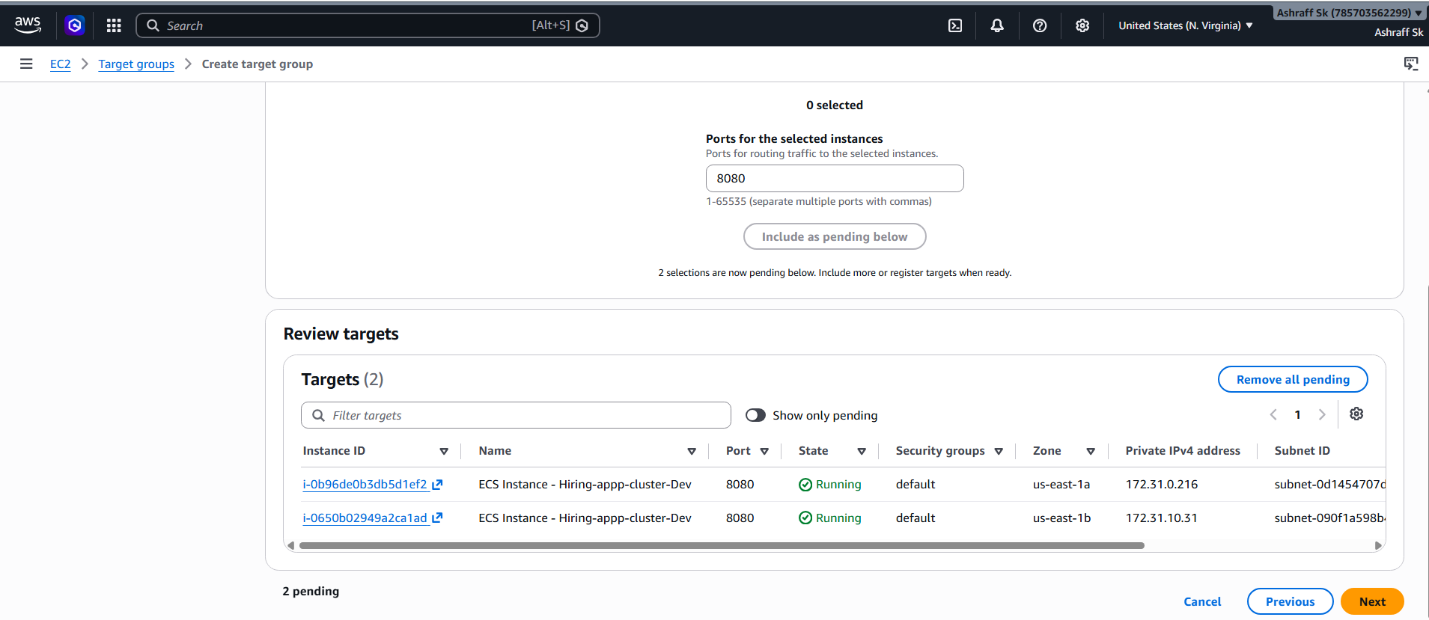 aws
Search [Alt+S]
United States (N. Virginia)
Ashraff Sk (785703562299)
Ashraff Sk
EC2 > Target groups > Create target group
0 selected
Ports for the selected instances
Ports for routing traffic to the selected instances.
8080
1-65535 (separate multiple ports with commas)
Include as pending below
2 selections are now pending below. Include more or register targets when ready.
Review targets
Targets (2)
Remove all pending
Filter targets
Show only pending
1
Instance ID Name Port State Security groups Zone Private IPv4 address Subnet ID
i-0b96de0b3db5d1ef2 ECS Instance - Hiring-appp-cluster-Dev 8080 Running default us-east-1a 172.31.0.216 subnet-0d1454707d
i-0650b02949a2ca1ad ECS Instance - Hiring-appp-cluster-Dev 8080 Running default us-east-1b 172.31.10.31 subnet-090f1a598b
2 pending
Cancel Previous Next